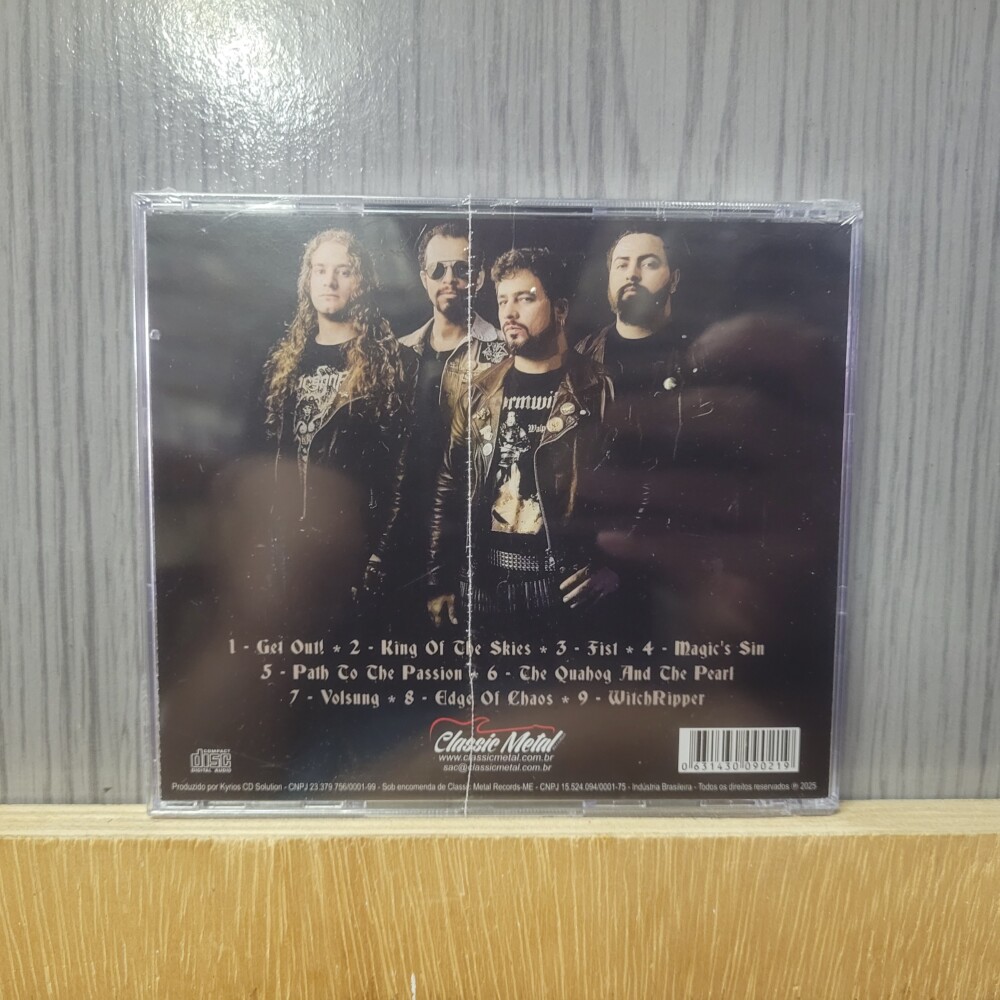 1 - Get Out! * 2 - King Of The Skies * 3 - Fist * 4 - Magic's Sin
5 - Path To The Passion * 6 - The Quahog And The Pearl
7 - Volsung * 8 - Edge Of Chaos * 9 - WitchRipper
Classic Metal
www.classicmetal.com.br
sac@classicmetal.com.br
COMPACT
disc
DIGITAL AUDIO
0 631430 090219
Produzido por Kyrios CD Solution - CNPJ 23.379.756/0001-99 - Sob encomenda de Classic Metal Records-ME - CNPJ 15.524.094/0001-75 - Indústria Brasileira - Todos os direitos reservados ℗ 2025